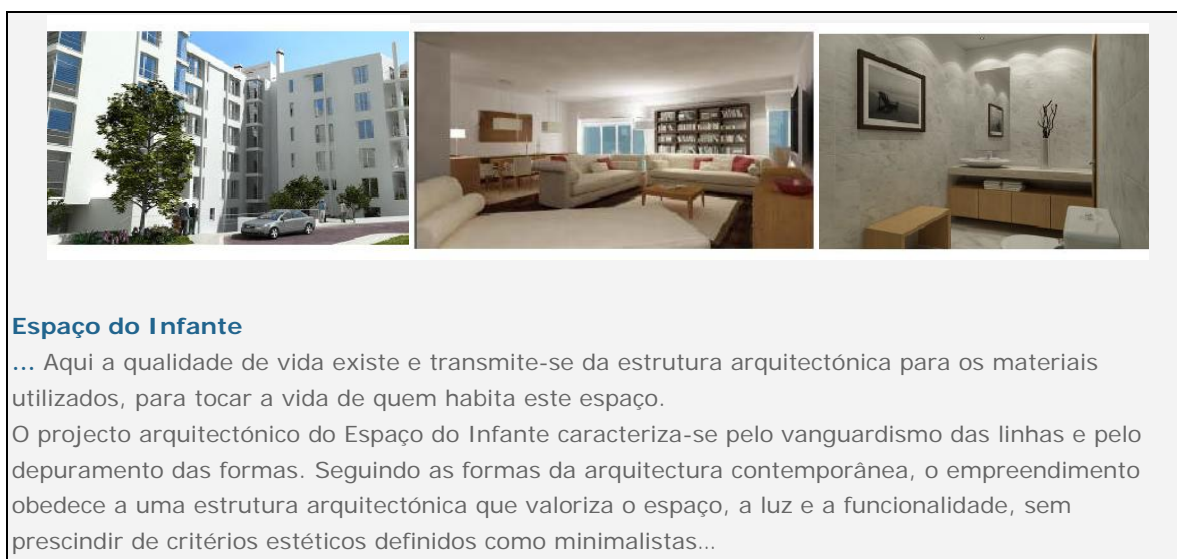 Espaço do Infante
... Aqui a qualidade de vida existe e transmite-se da estrutura arquitectónica para os materiais
utilizados, para tocar a vida de quem habita este espaço.
O projecto arquitectónico do Espaço do Infante caracteriza-se pelo vanguardismo das linhas e pelo
depuramento das formas. Seguindo as formas da arquitectura contemporânea, o empreendimento
obedece a uma estrutura arquitectónica que valoriza o espaço, a luz e a funcionalidade, sem
prescindir de critérios estéticos definidos como minimalistas...